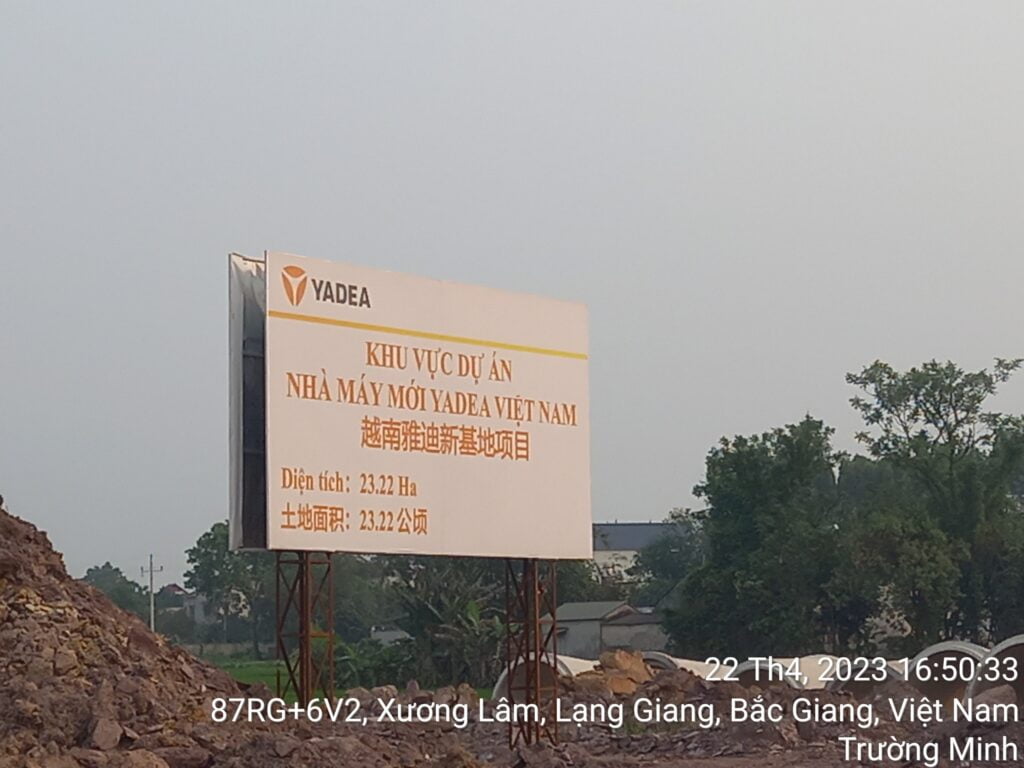 YADEA
KHU VỰC DỰ ÁN
NHÀ MÁY MỚI YADEA VIỆT NAM
越南雅迪新基地项目
Diện tích: 23.22 Ha
土地面积: 23.22 公顷
22 Th4, 2023 16:50:33
87RG+6V2, Xương Lâm, Lạng Giang, Bắc Giang, Việt Nam
Trường Minh